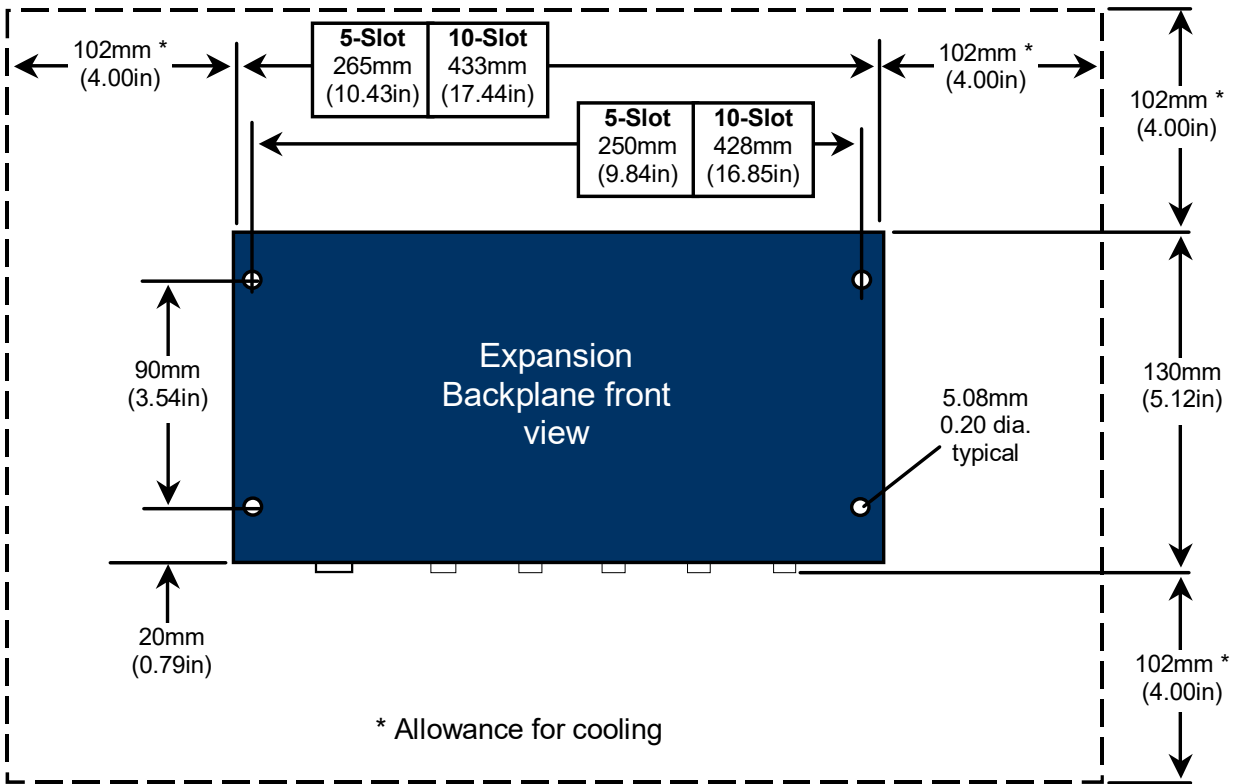 102mm *
(4.00in)
5-Slot
265mm
(10.43in)
10-Slot
433mm
(17.44in)
102mm *
(4.00in)
102mm *
(4.00in)
5-Slot
250mm
(9.84in)
10-Slot
428mm
(16.85in)
90mm
(3.54in)
Expansion
Backplane front
view
5.08mm
0.20 dia.
typical
130mm
(5.12in)
20mm
(0.79in)
102mm *
(4.00in)
* Allowance for cooling